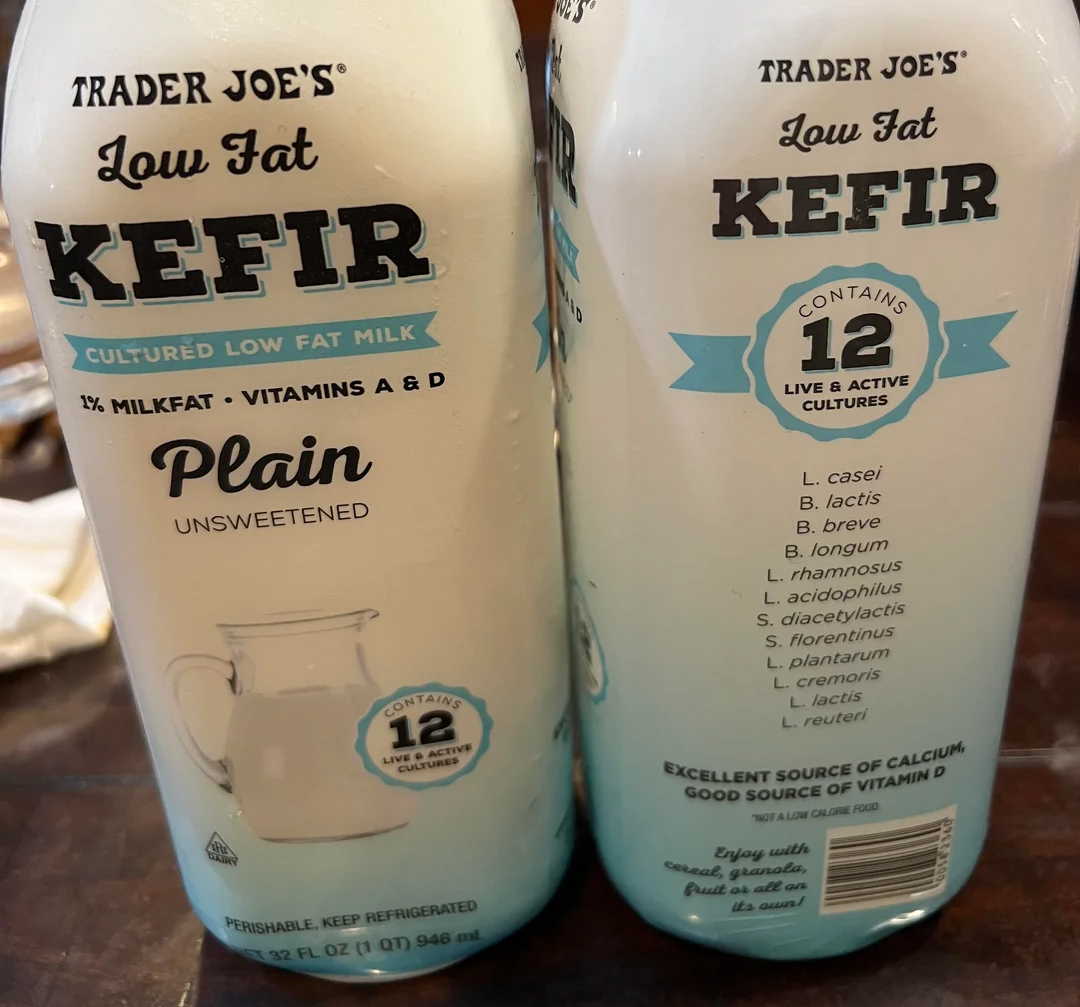 TRADER JOE'S®
Low Fat
KEFIR
CULTURED LOW FAT MILK
1% MILKFAT • VITAMINS A & D
Plain
UNSWEETENED
CONTAINS
12
LIVE & ACTIVE
CULTURES
DAIRY
PERISHABLE, KEEP REFRIGERATED
NET 32 FL OZ (1 QT) 946 ml
TRADER JOE'S®
Low Fat
KEFIR
CONTAINS
12
LIVE & ACTIVE
CULTURES
L. casei
B. lactis
B. breve
B. longum
L. rhamnosus
L. acidophilus
S. diacetylactis
S. florentinus
L. plantarum
L. cremoris
L. lactis
L. reuteri
EXCELLENT SOURCE OF CALCIUM,
GOOD SOURCE OF VITAMIN D
*NOT A LOW CALORIE FOOD
Enjoy with
cereal, granola,
fruit or all on
its own!